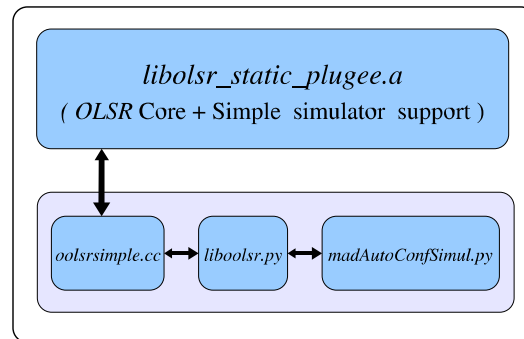 libolsr_static_plugee.a
( OLSR Core + Simple simulator support )
oolsrsimple.cc
liboolsr.py
madAutoConfSimul.py